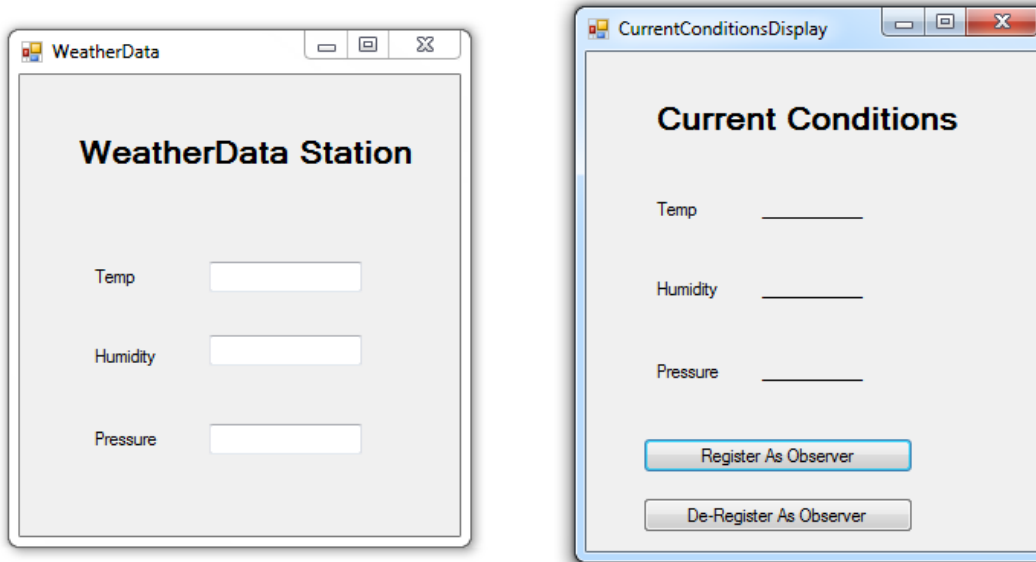 WeatherData
WeatherData Station
Temp
Humidity
Pressure
CurrentConditionsDisplay
Current Conditions
Temp
Humidity
Pressure
Register As Observer
De-Register As Observer